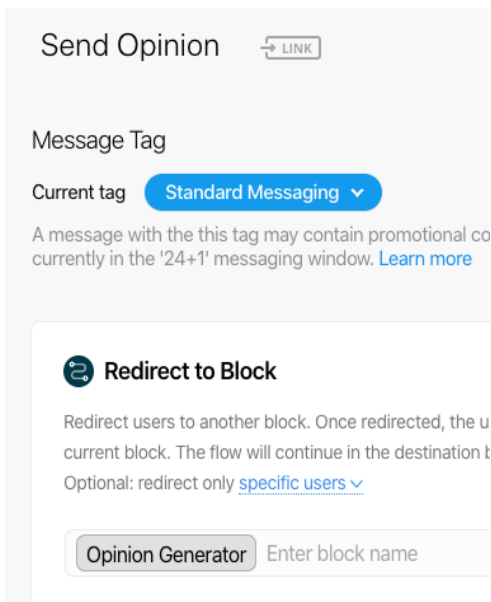 Send Opinion LINK
Message Tag
Current tag Standard Messaging
A message with the this tag may contain promotional co
currently in the '24+1' messaging window. Learn more
Redirect to Block
Redirect users to another block. Once redirected, the u
current block. The flow will continue in the destination b
Optional: redirect only specific users
Opinion Generator Enter block name